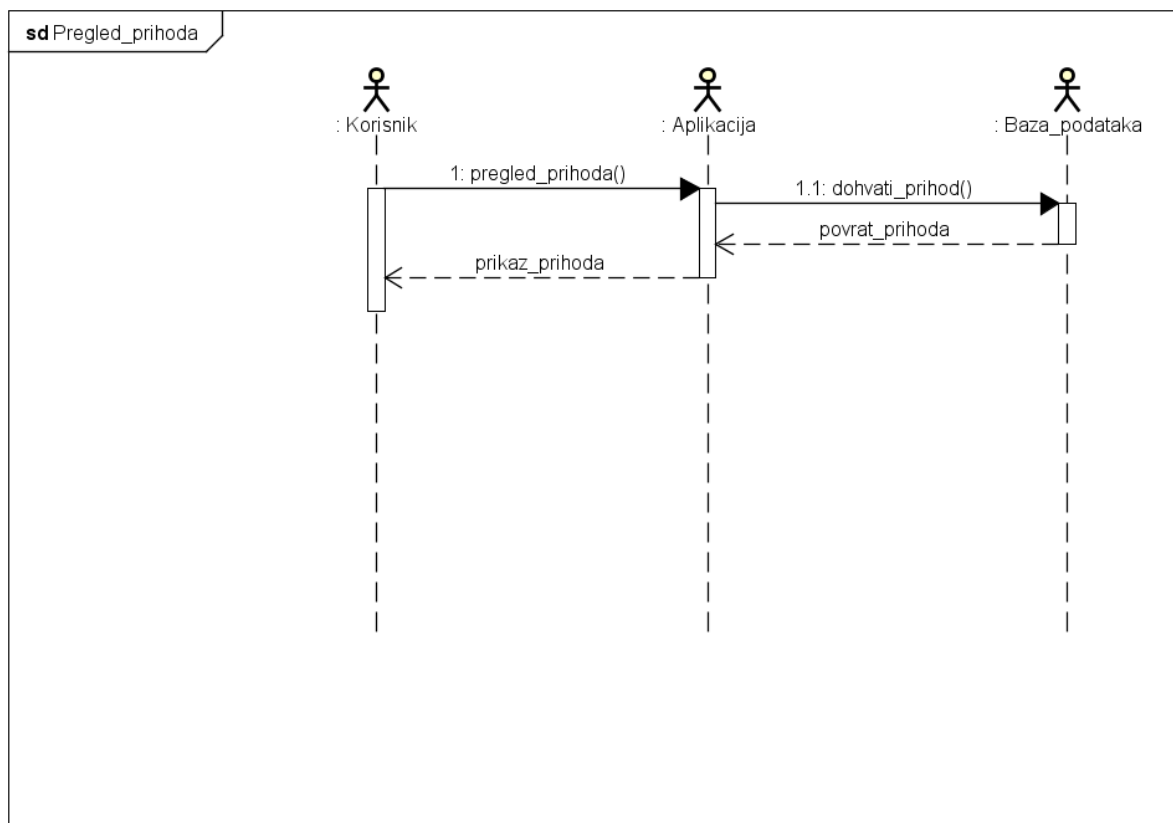 sd Pregled_prihoda
: Korisnik
: Aplikacija
: Baza_podataka
1: pregled_prihoda()
1.1: dohvati_prihod()
povrat_prihoda
prikaz_prihoda